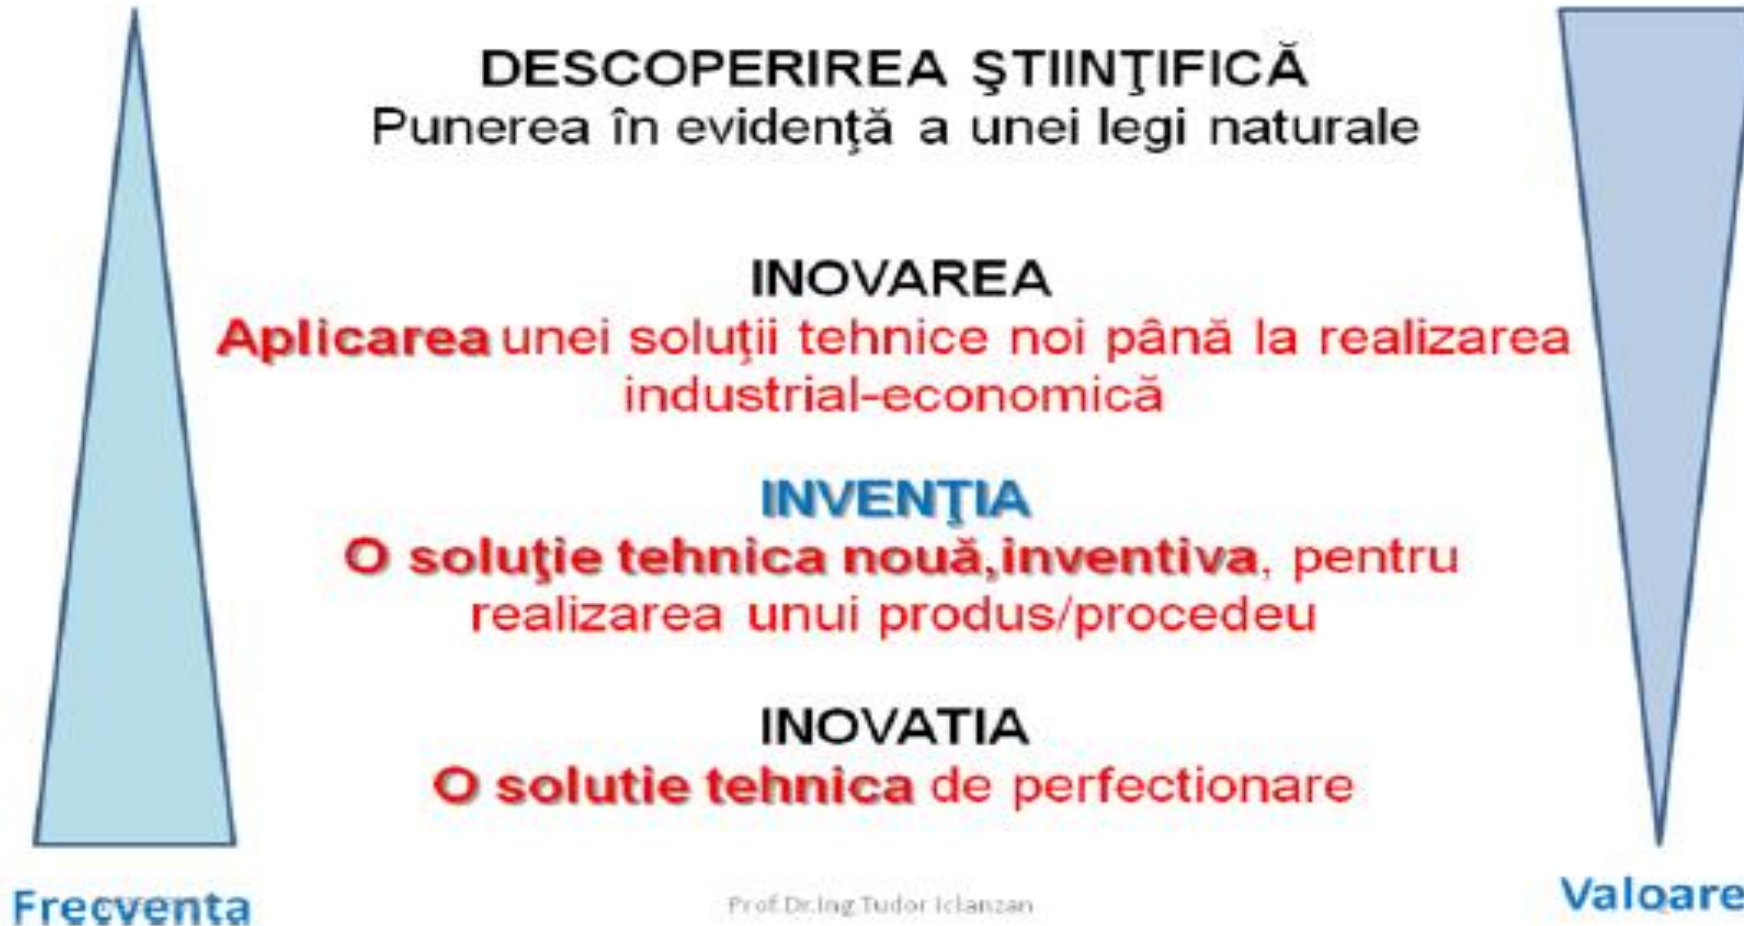 DESCOPERIREA ŞTIINŢIFICĂ
Punerea în evidenţă a unei legi naturale
INOVAREA
Aplicarea unei soluţii tehnice noi până la realizarea
industrial-economică
INVENŢIA
O soluţie tehnica nouă,inventiva, pentru
realizarea unui produs/procedeu
INOVATIA
O solutie tehnica de perfectionare
Frecventa
Prof.Dr.Ing.Tudor Iclanzan
Valoare